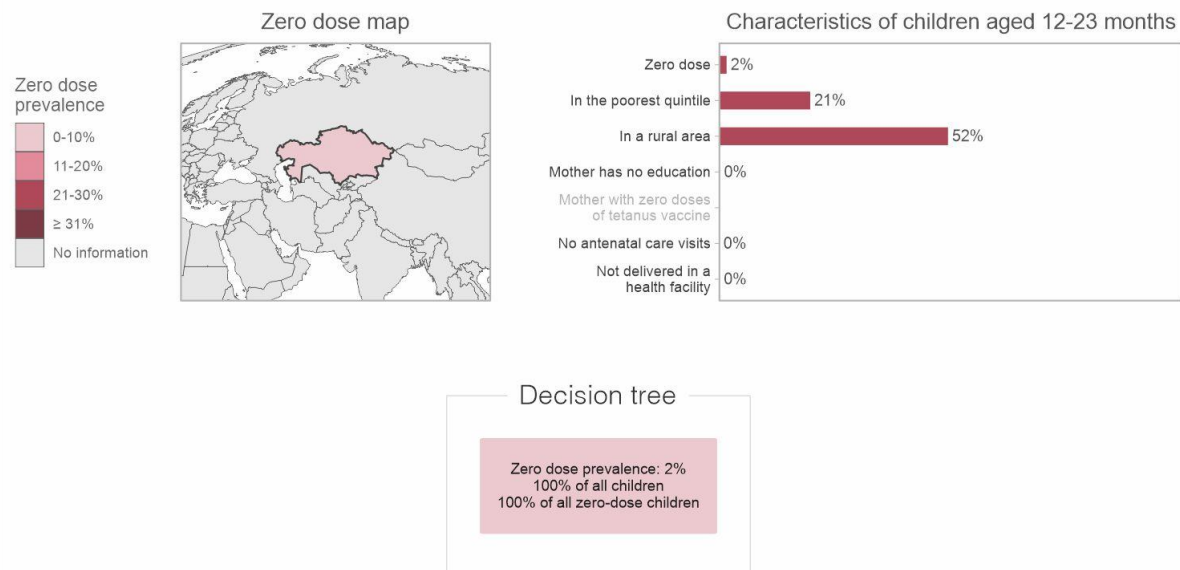 Zero dose map
Zero dose
prevalence
0-10%
11-20%
21-30%
≥ 31%
No information
Characteristics of children aged 12-23 months
Zero dose
2%
In the poorest quintile
21%
In a rural area
52%
Mother has no education
0%
Mother with zero doses
of tetanus vaccine
No antenatal care visits
0%
Not delivered in a
health facility
0%
Decision tree
Zero dose prevalence: 2%
100% of all children
100% of all zero-dose children